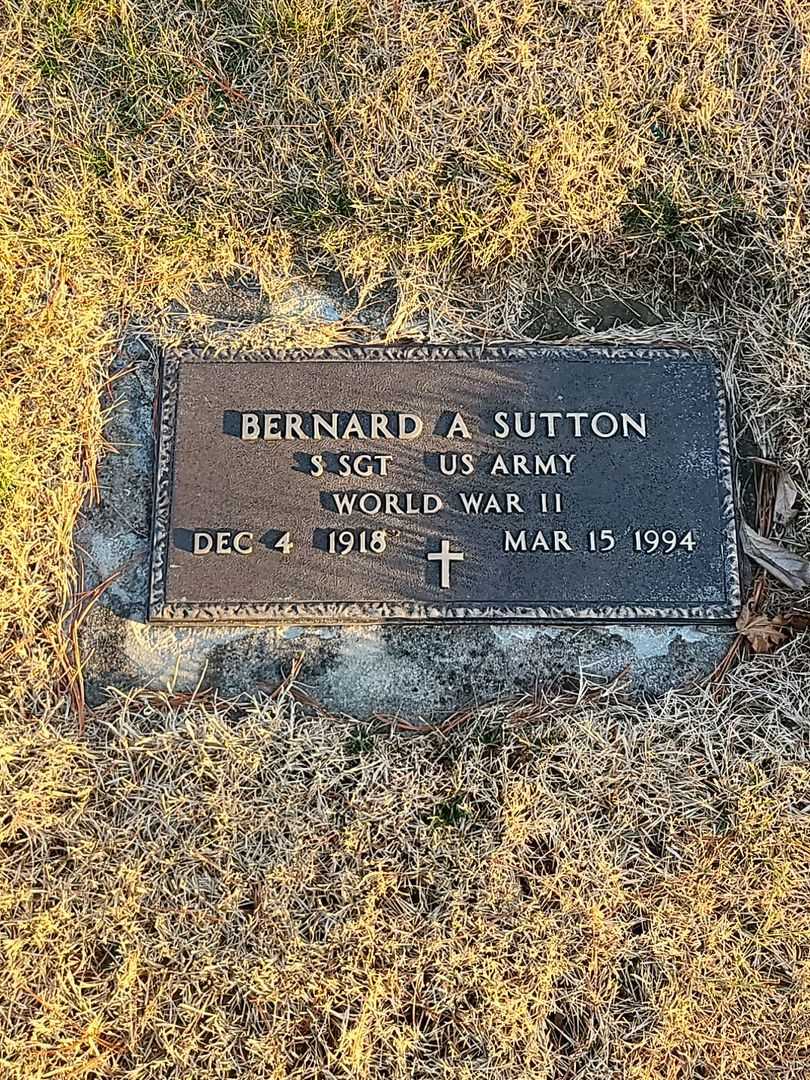 BERNARD A SUTTON
S SGT US ARMY
WORLD WAR II
DEC 4 1918 MAR 15 1994